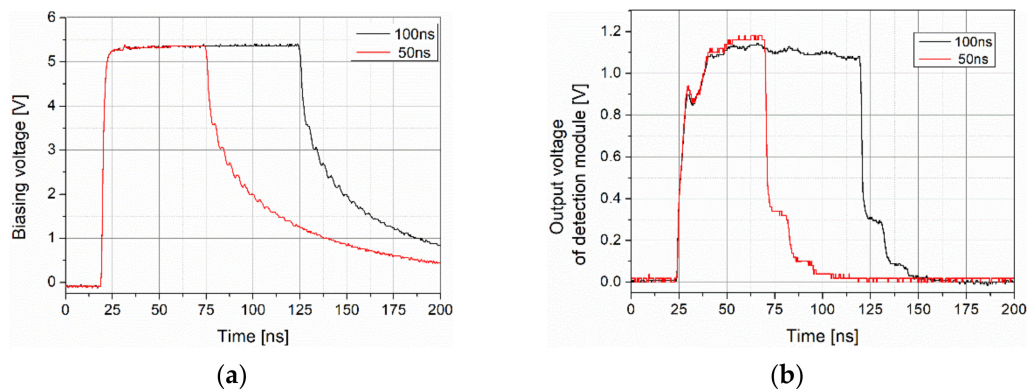 6
5
4
3
2
1
0
Biasing voltage [V]
100ns
50ns
0 25 50 75 100 125 150 175 200
Time [ns]
(a)
1.2
1.0
0.8
0.6
0.4
0.2
0.0
Output voltage
of detection module [V]
100ns
50ns
0 25 50 75 100 125 150 175 200
Time [ns]
(b)